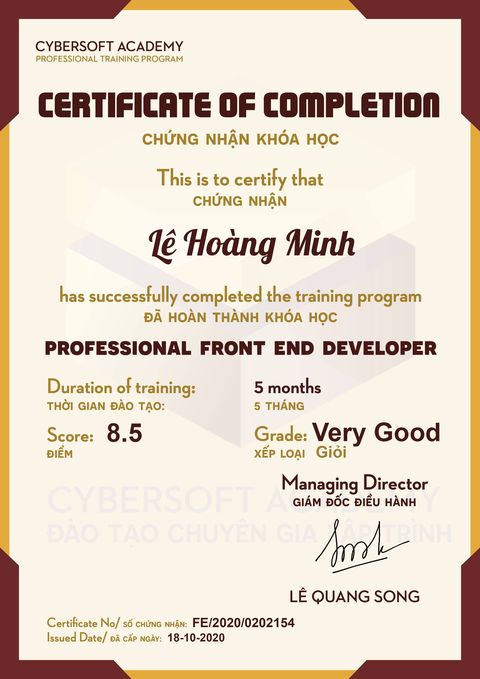 CYBERSOFT ACADEMY
PROFESSIONAL TRAINING PROGRAM
CERTIFICATE OF COMPLETION
CHỨNG NHẬN KHÓA HỌC
This is to certify that
CHỨNG NHẬN
Lê Hoàng Minh
has successfully completed the training program
ĐÃ HOÀN THÀNH KHÓA HỌC
PROFESSIONAL FRONT END DEVELOPER
Duration of training: 5 months
THỜI GIAN ĐÀO TẠO: 5 THÁNG
Score: 8.5 Grade: Very Good
ĐIỂM XẾP LOẠI Giỏi
Managing Director
GIÁM ĐỐC ĐIỀU HÀNH
CYBERSOFT ACADEMY
ĐÀO TẠO CHUYÊN GIA LẬP TRÌNH
LÊ QUANG SONG
Certificate No/ SỐ CHỨNG NHẬN: FE/2020/0202154
Issued Date/ ĐÃ CẤP NGÀY: 18-10-2020